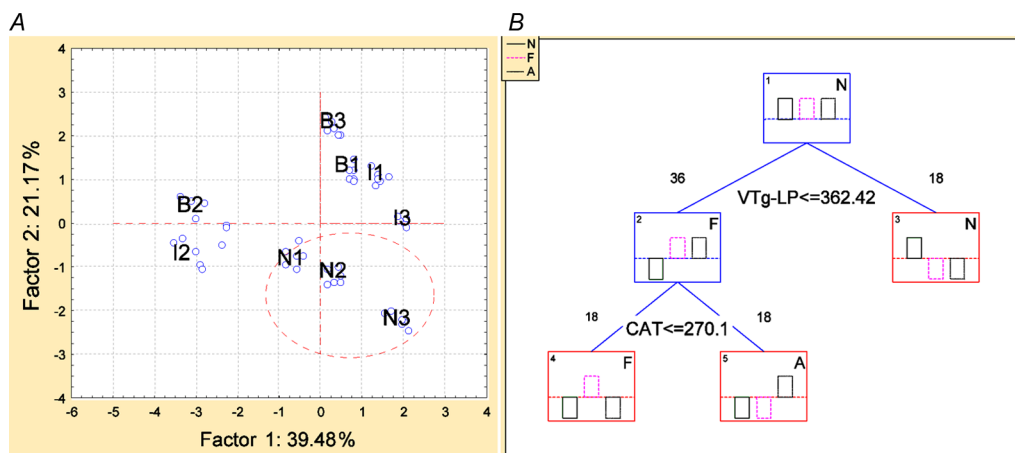 A
B
Factor 2: 21.17%
4
3
2
1
0
-1
-2
-3
-4
B3
B1
I1
B2
I3
I2
N1
N2
N3
-6
-5
-4
-3
-2
-1
0
1
2
3
4
Factor 1: 39.48%
N
F
A
1
N
36
18
VTg-LP<=362.42
2
F
3
N
18
18
CAT<=270.1
4
F
5
A